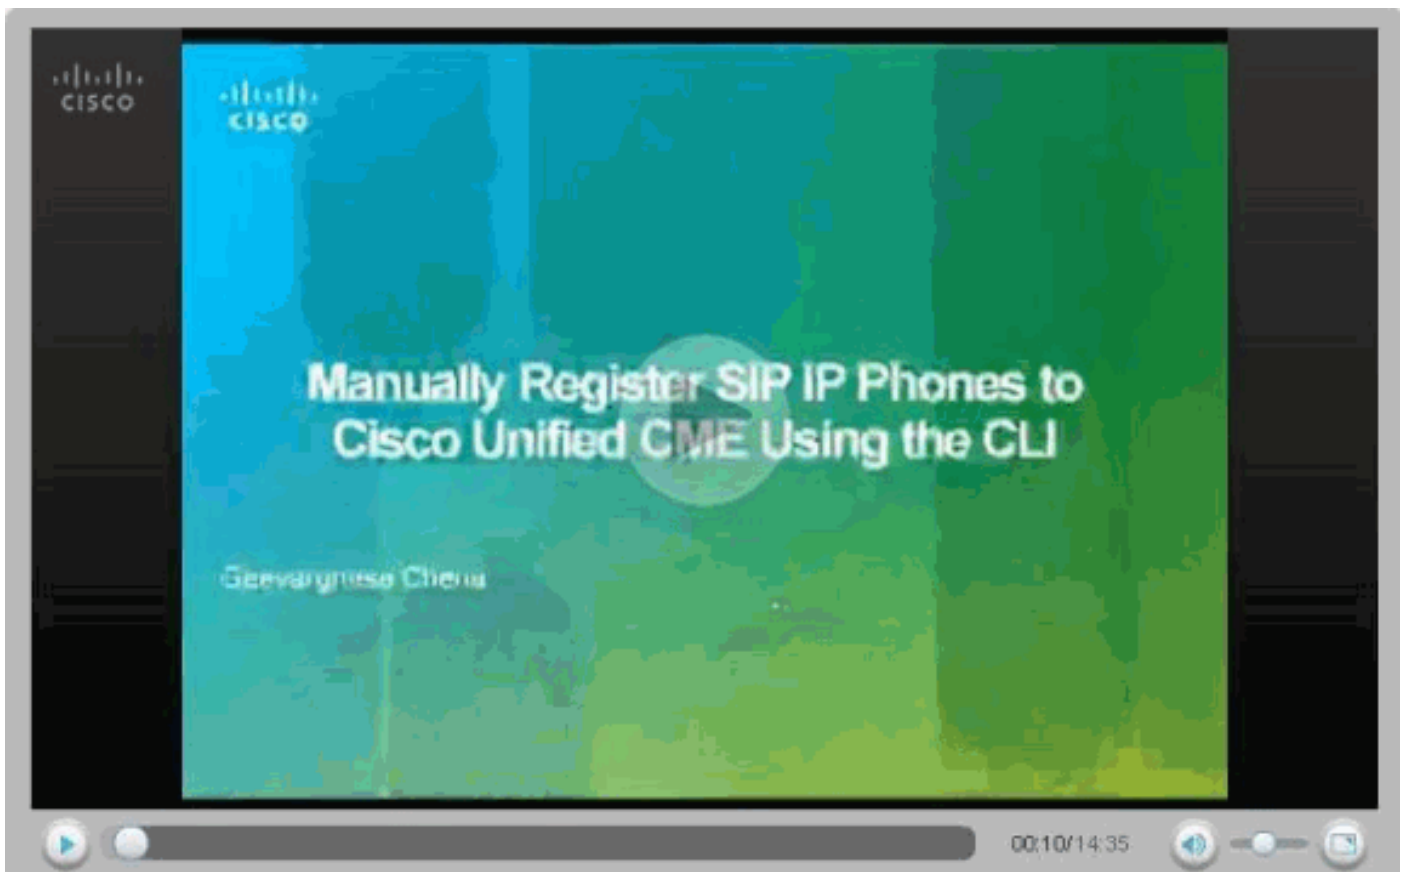 CISCO
CISCO
Manually Register SIP IP Phones to
Cisco Unified CME Using the CLI
00:10/14:35